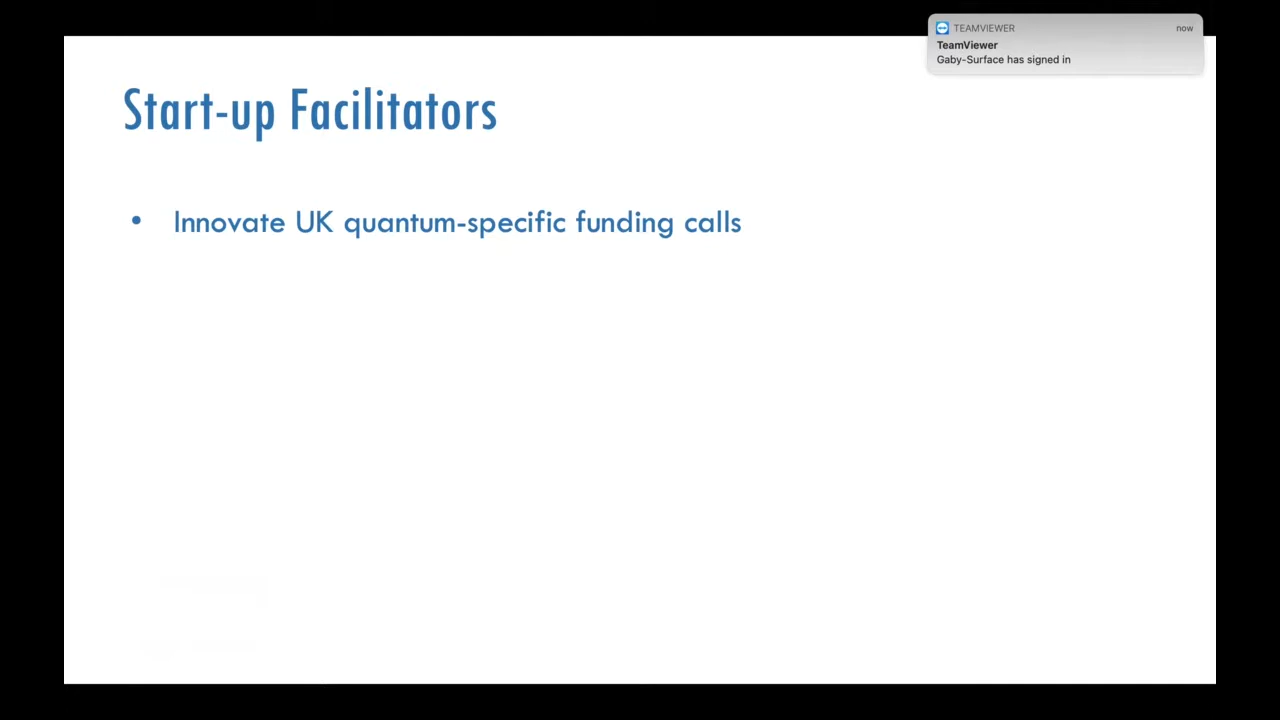 TEAMVIEWER now
TeamViewer
Gaby-Surface has signed in
Start-up Facilitators
• Innovate UK quantum-specific funding calls